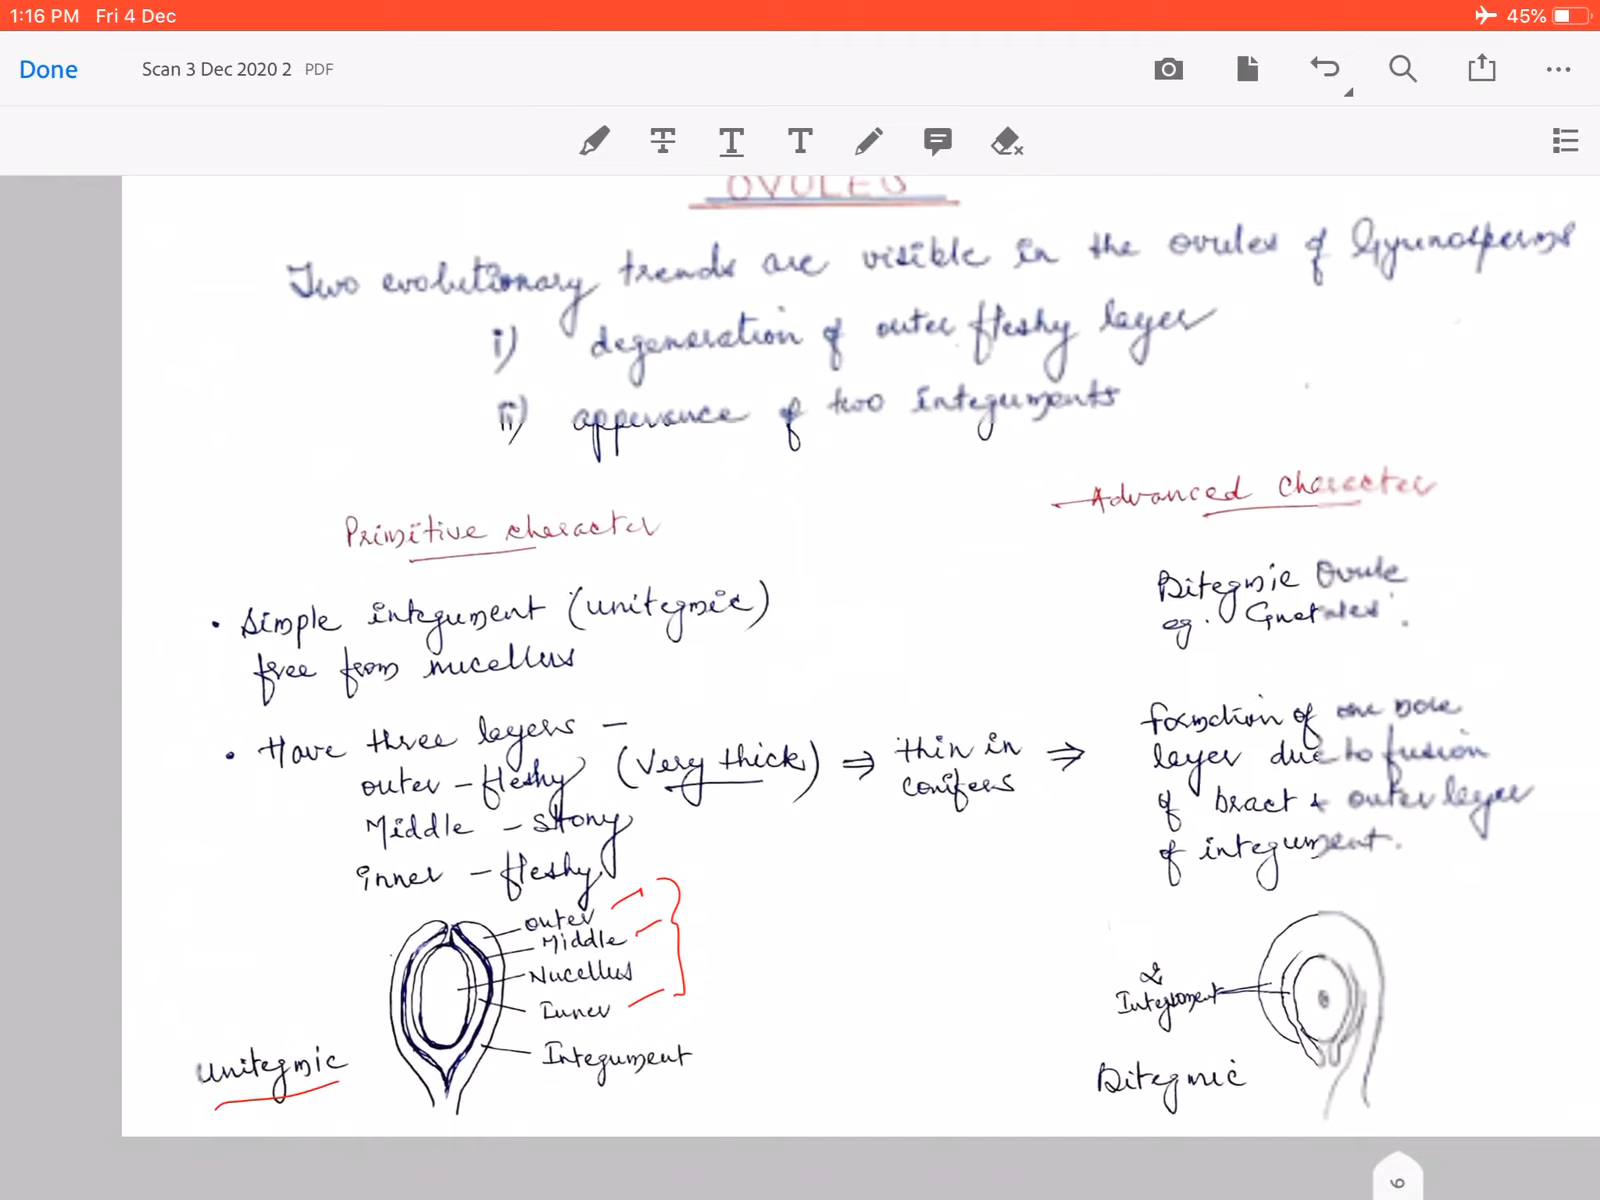 1:16 PM Fri 4 Dec
45%
Done
Scan 3 Dec 2020 2 PDF
OVULES
Two evolutionary trends are visible in the ovules of Gymnosperms
i) degeneration of outer fleshy layer
ii) apperance of two integuments
Primitive character
Advanced character
• Simple integument (unitegmic)
free from nucellus
Bitegmic Ovule
eg. Gnetales.
• Have three layers –
outer – fleshy (Very thick) ⇒ thin in conifers ⇒
Middle – stony
inner – fleshy
formation of one more
layer due to fusion
of bract & outer layer
of integument.
outer
Middle
Nucellus
Inner
Integument
Unitegmic
2
Integument
Bitegmic
6